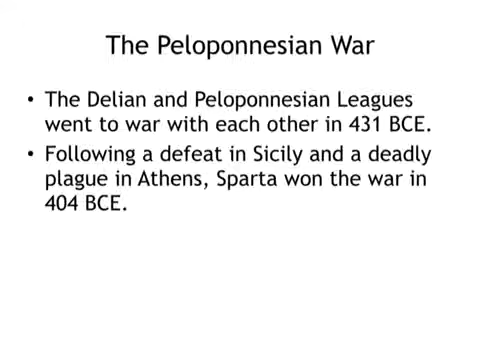 The Peloponnesian War
• The Delian and Peloponnesian Leagues
went to war with each other in 431 BCE.
• Following a defeat in Sicily and a deadly
plague in Athens, Sparta won the war in
404 BCE.